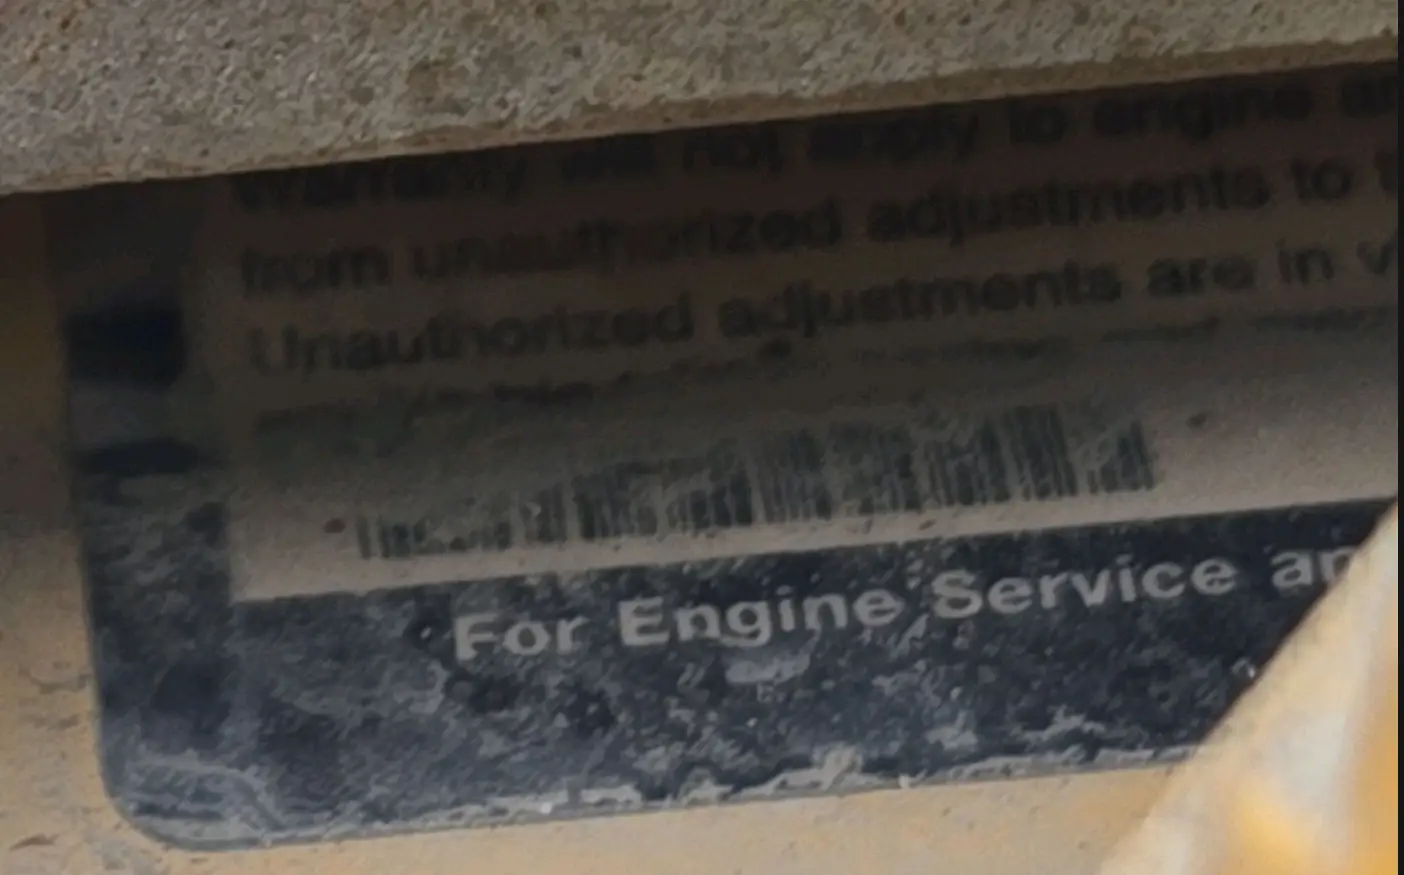 Warranty will not apply to engine
from unauthorized adjustments to
Unauthorized adjustments are in
For Engine Service